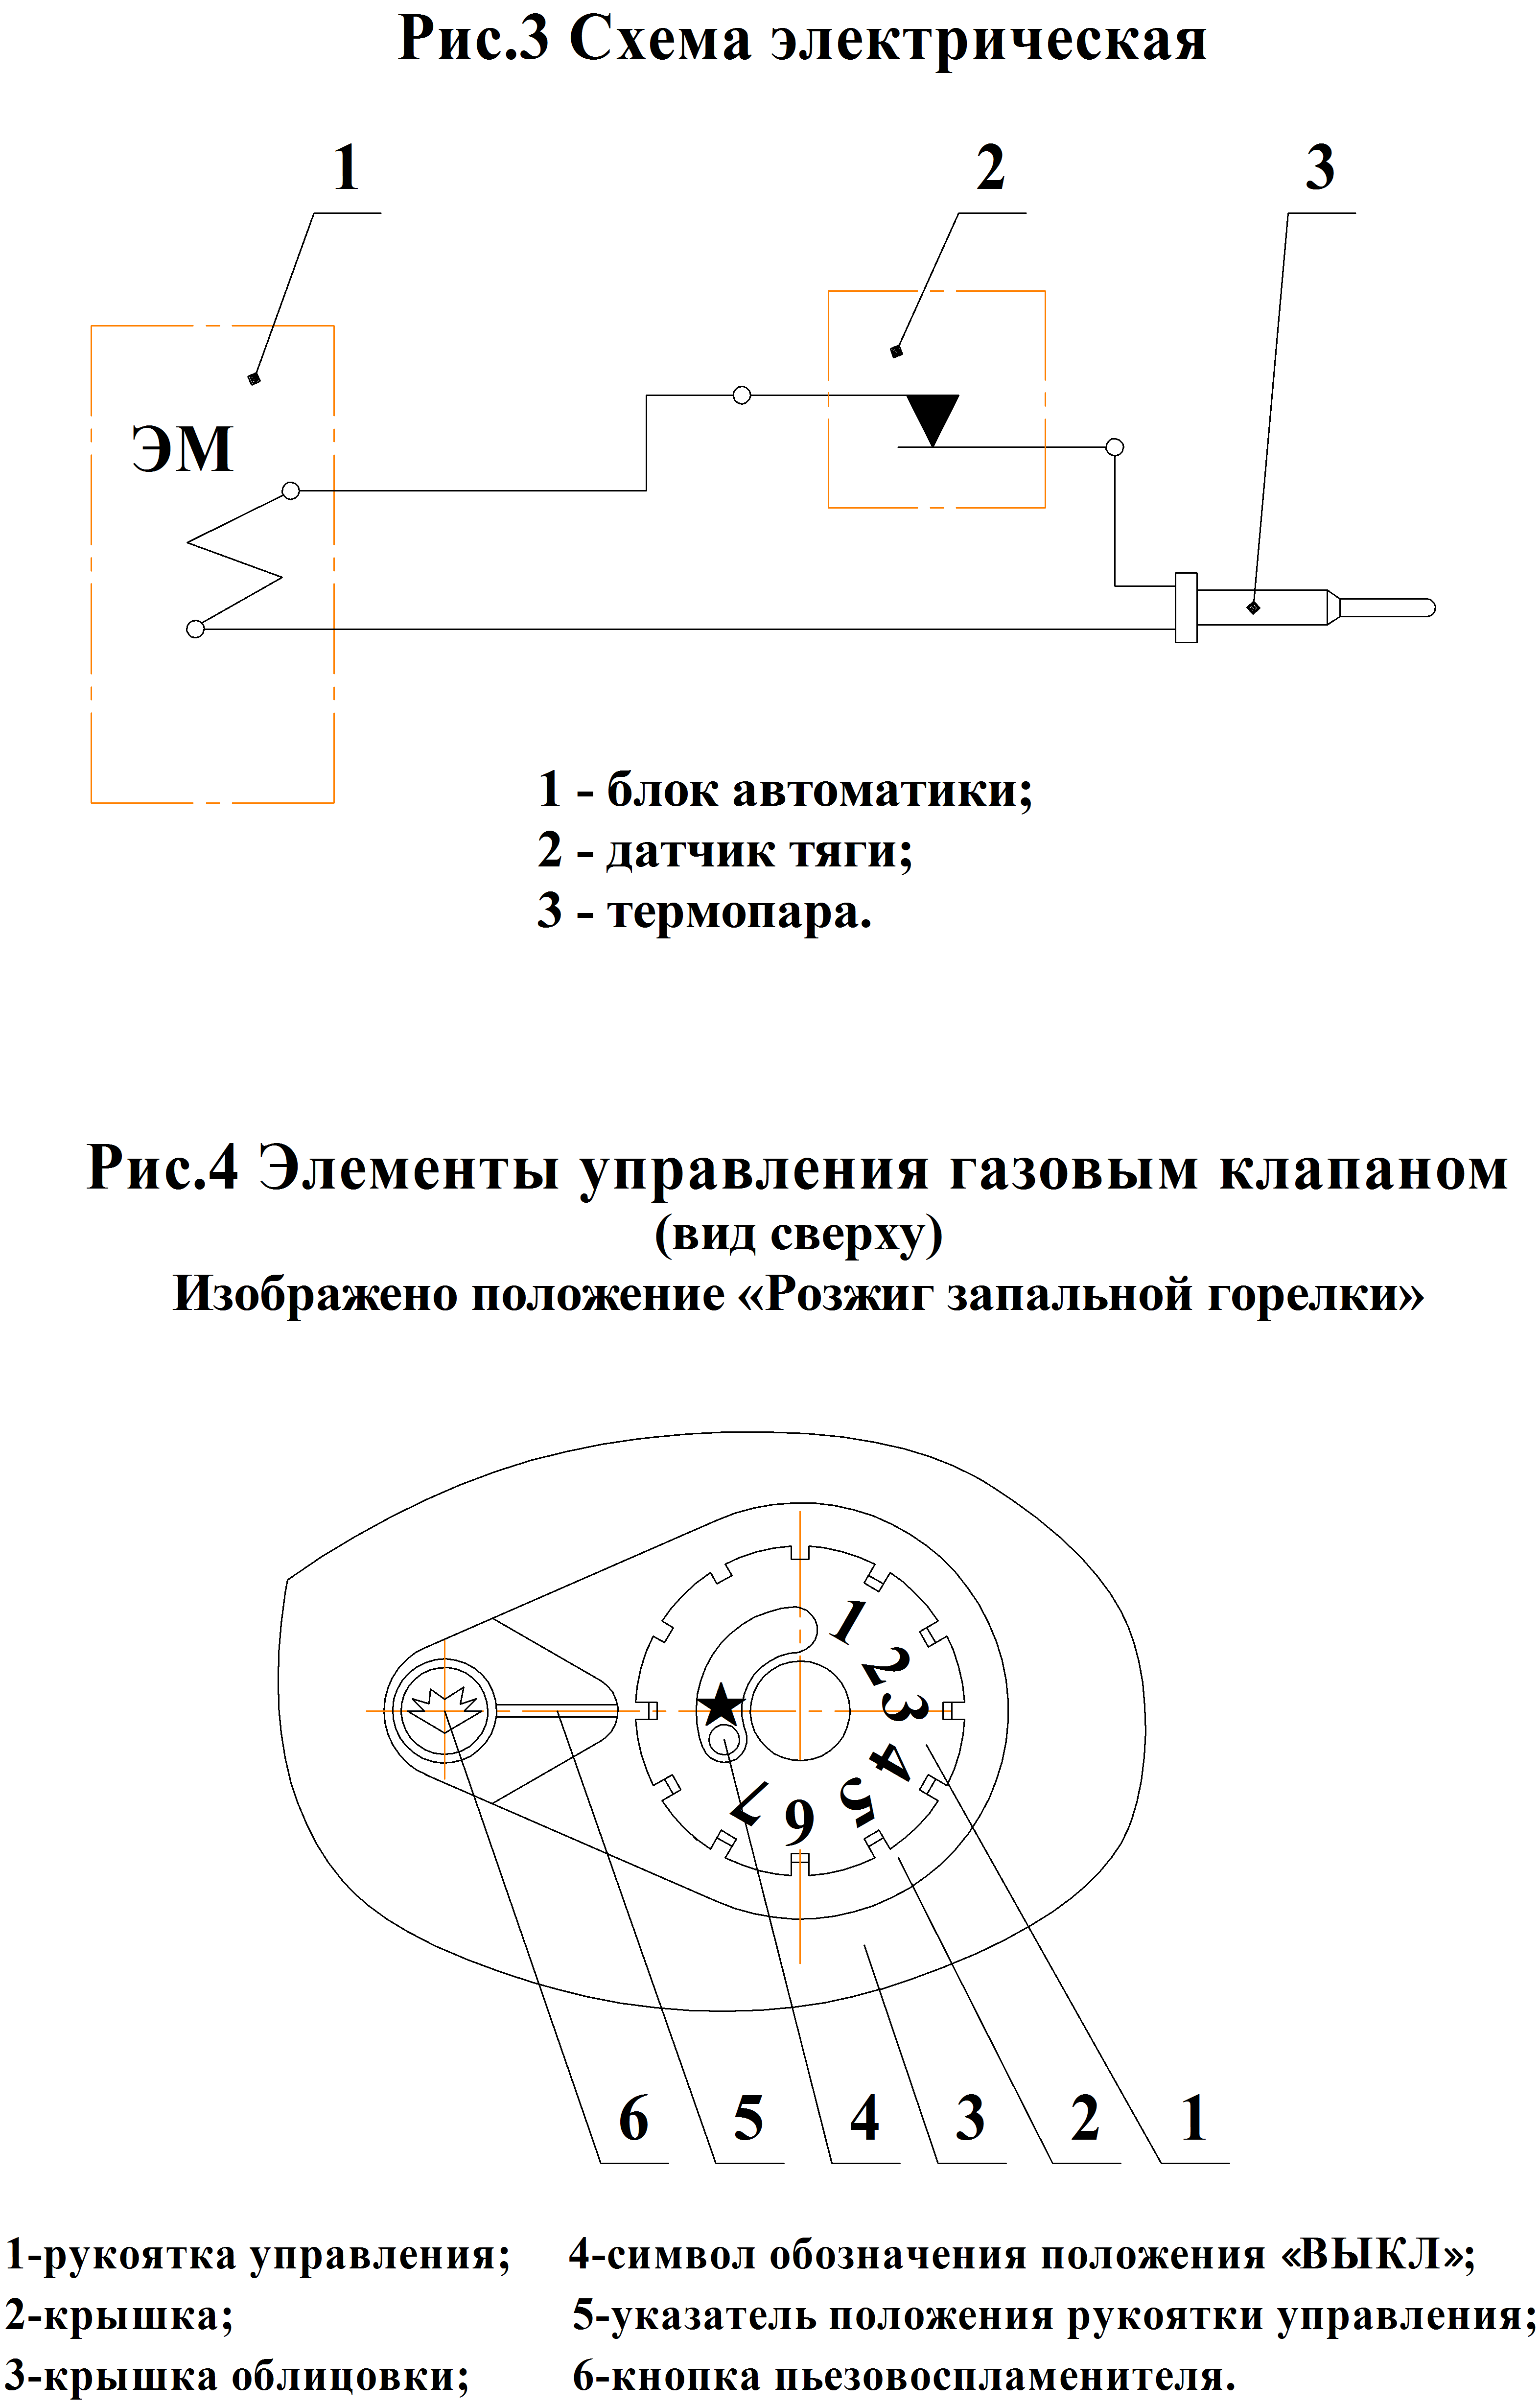 Рис.3 Схема электрическая
1 2 3
ЭМ
1 - блок автоматики;
2 - датчик тяги;
3 - термопара.
Рис.4 Элементы управления газовым клапаном
(вид сверху)
Изображено положение «Розжиг запальной горелки»
1
2
3
4
5
6
7
6 5 4 3 2 1
1-рукоятка управления; 4-символ обозначения положения «ВЫКЛ»;
2-крышка; 5-указатель положения рукоятки управления;
3-крышка облицовки; 6-кнопка пьезовоспламенителя.